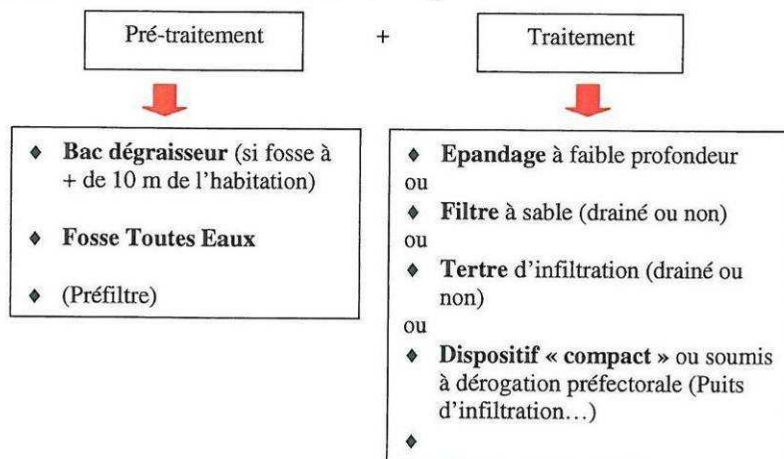 Pré-traitement + Traitement
♦ Bac dégraisseur (si fosse à
+ de 10 m de l’habitation)
♦ Fosse Toutes Eaux
♦ (Préfiltre)
♦ Epandage à faible profondeur
ou
♦ Filtre à sable (drainé ou non)
ou
♦ Tertre d’infiltration (drainé ou
non)
ou
♦ Dispositif « compact » ou soumis
à dérogation préfectorale (Puits
d’infiltration…)
♦